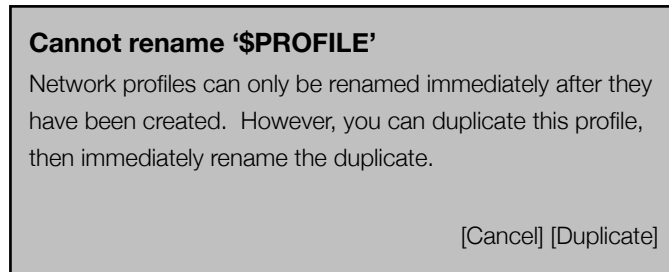 Cannot rename ‘$PROFILE’
Network profiles can only be renamed immediately after they
have been created.  However, you can duplicate this profile,
then immediately rename the duplicate.
[Cancel] [Duplicate]